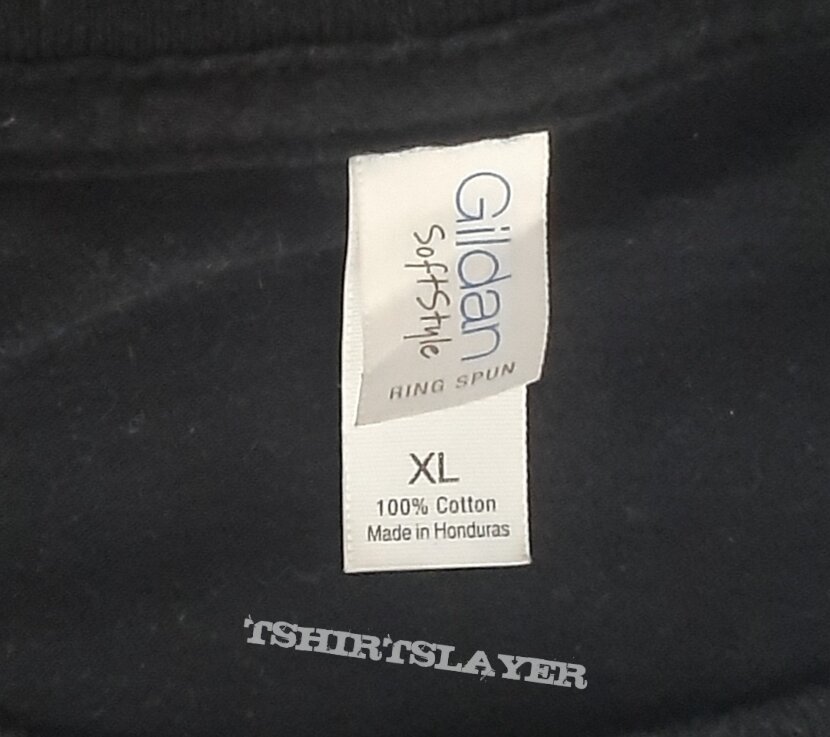 Gildan
SoftStyle
RING SPUN
XL
100% Cotton
Made in Honduras
TSHIRTSLAYER